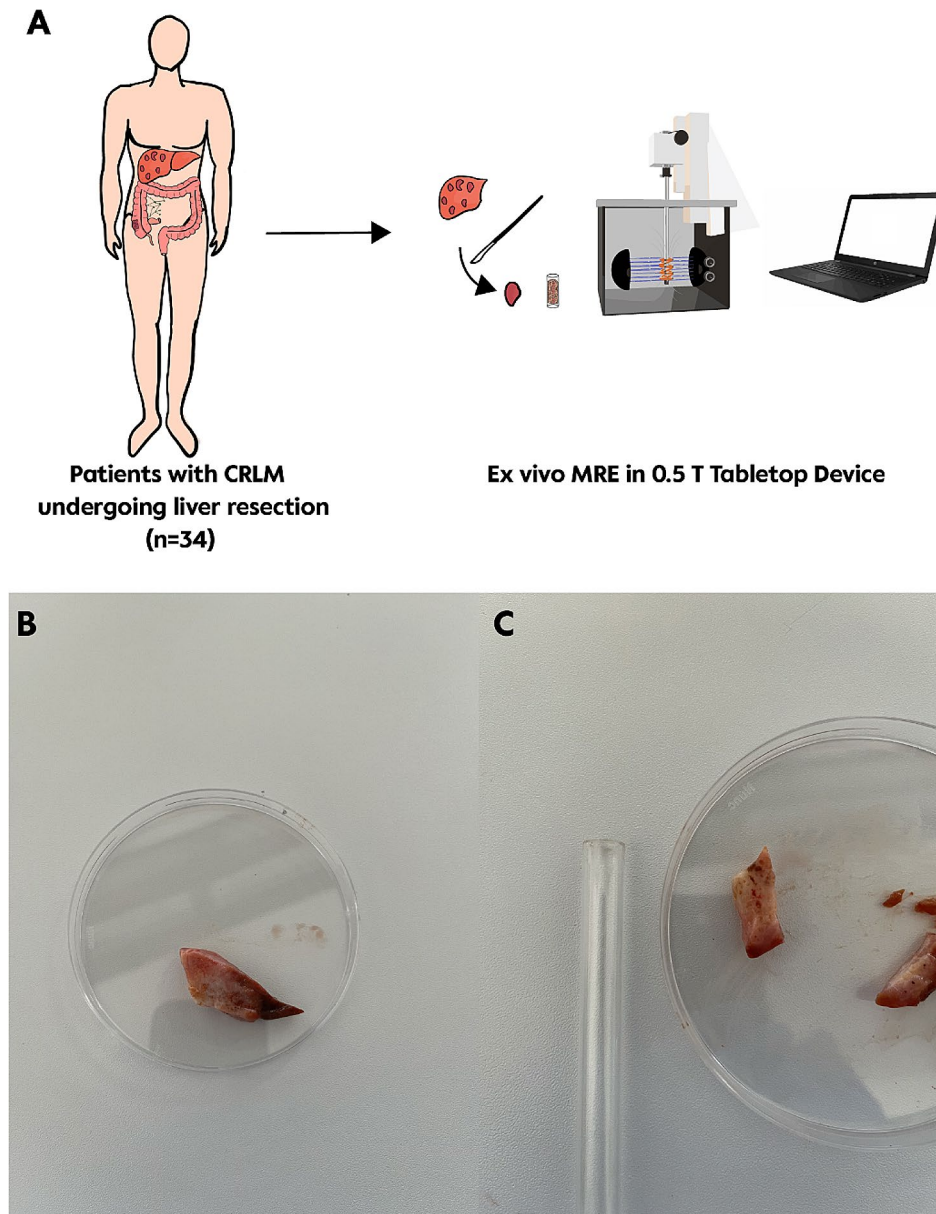 A
Patients with CRLM
undergoing liver resection
(n=34)
Ex vivo MRE in 0.5 T Tabletop Device
B
C